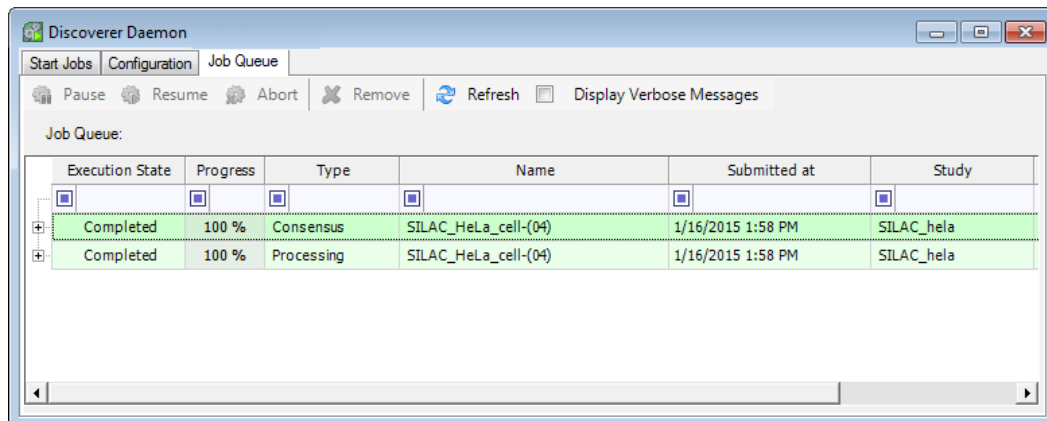 Discoverer Daemon
Start Jobs Configuration Job Queue
Pause Resume Abort Remove Refresh Display Verbose Messages
Job Queue:
Execution State Progress Type Name Submitted at Study
Completed 100 % Consensus SILAC_HeLa_cell-(04) 1/16/2015 1:58 PM SILAC_hela
Completed 100 % Processing SILAC_HeLa_cell-(04) 1/16/2015 1:58 PM SILAC_hela